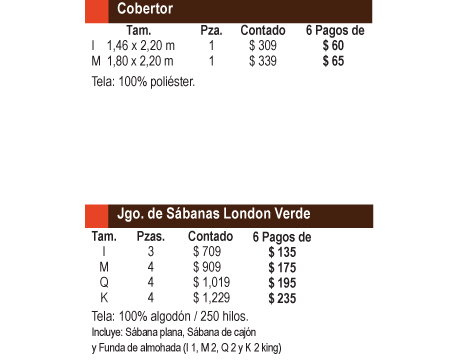 Cobertor
Tam. Pza. Contado 6 Pagos de
I 1,46 x 2,20 m 1 $ 309 $ 60
M 1,80 x 2,20 m 1 $ 339 $ 65
Tela: 100% poliéster.
Jgo. de Sábanas London Verde
Tam. Pzas. Contado 6 Pagos de
I 3 $ 709 $ 135
M 4 $ 909 $ 175
Q 4 $ 1,019 $ 195
K 4 $ 1,229 $ 235
Tela: 100% algodón / 250 hilos.
Incluye: Sábana plana, Sábana de cajón
y Funda de almohada (I 1, M 2, Q 2 y K 2 king)